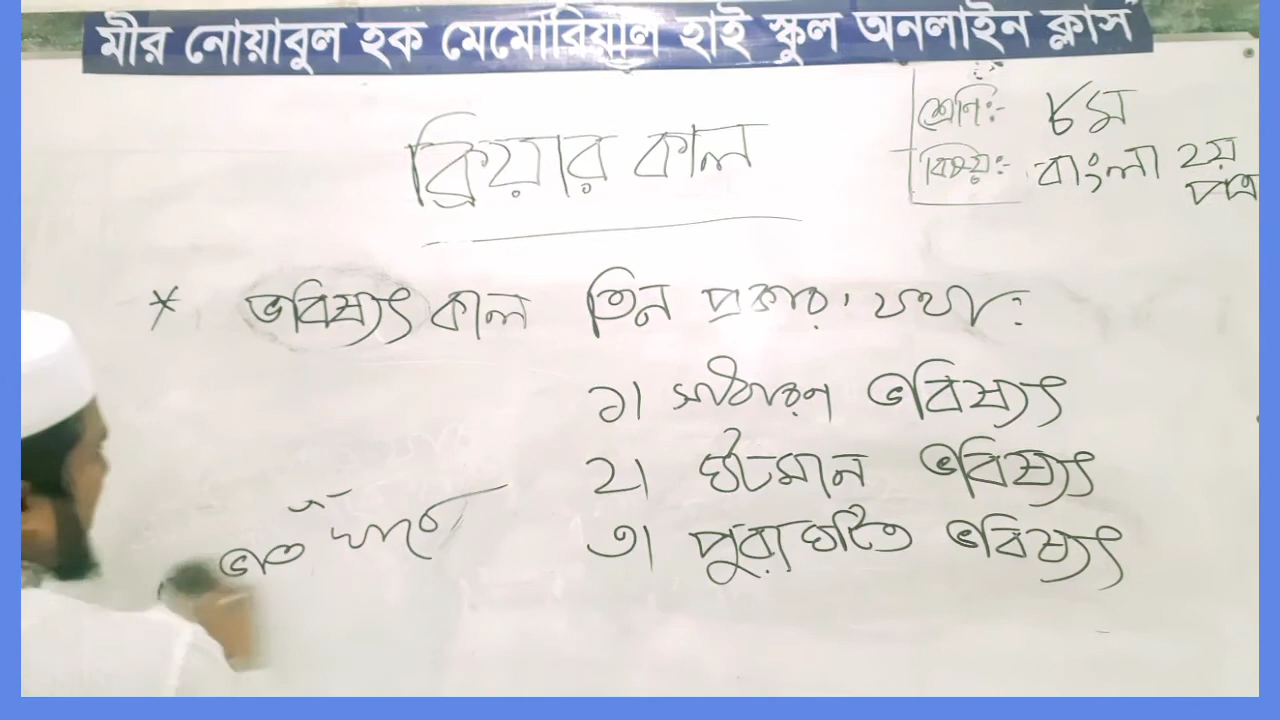 মীর নোয়াবুল হক মেমোরিয়াল হাই স্কুল অনলাইন ক্লাস
শ্রেণি:- ৮ম
বিষয়:- বাংলা ২য় পত্র
ক্রিয়ার কাল
* ভবিষ্যৎ কাল তিন প্রকার। যথা:
১। সাধারণ ভবিষ্যৎ
২। ঘটমান ভবিষ্যৎ
৩। পুরাঘটিত ভবিষ্যৎ
ভাত